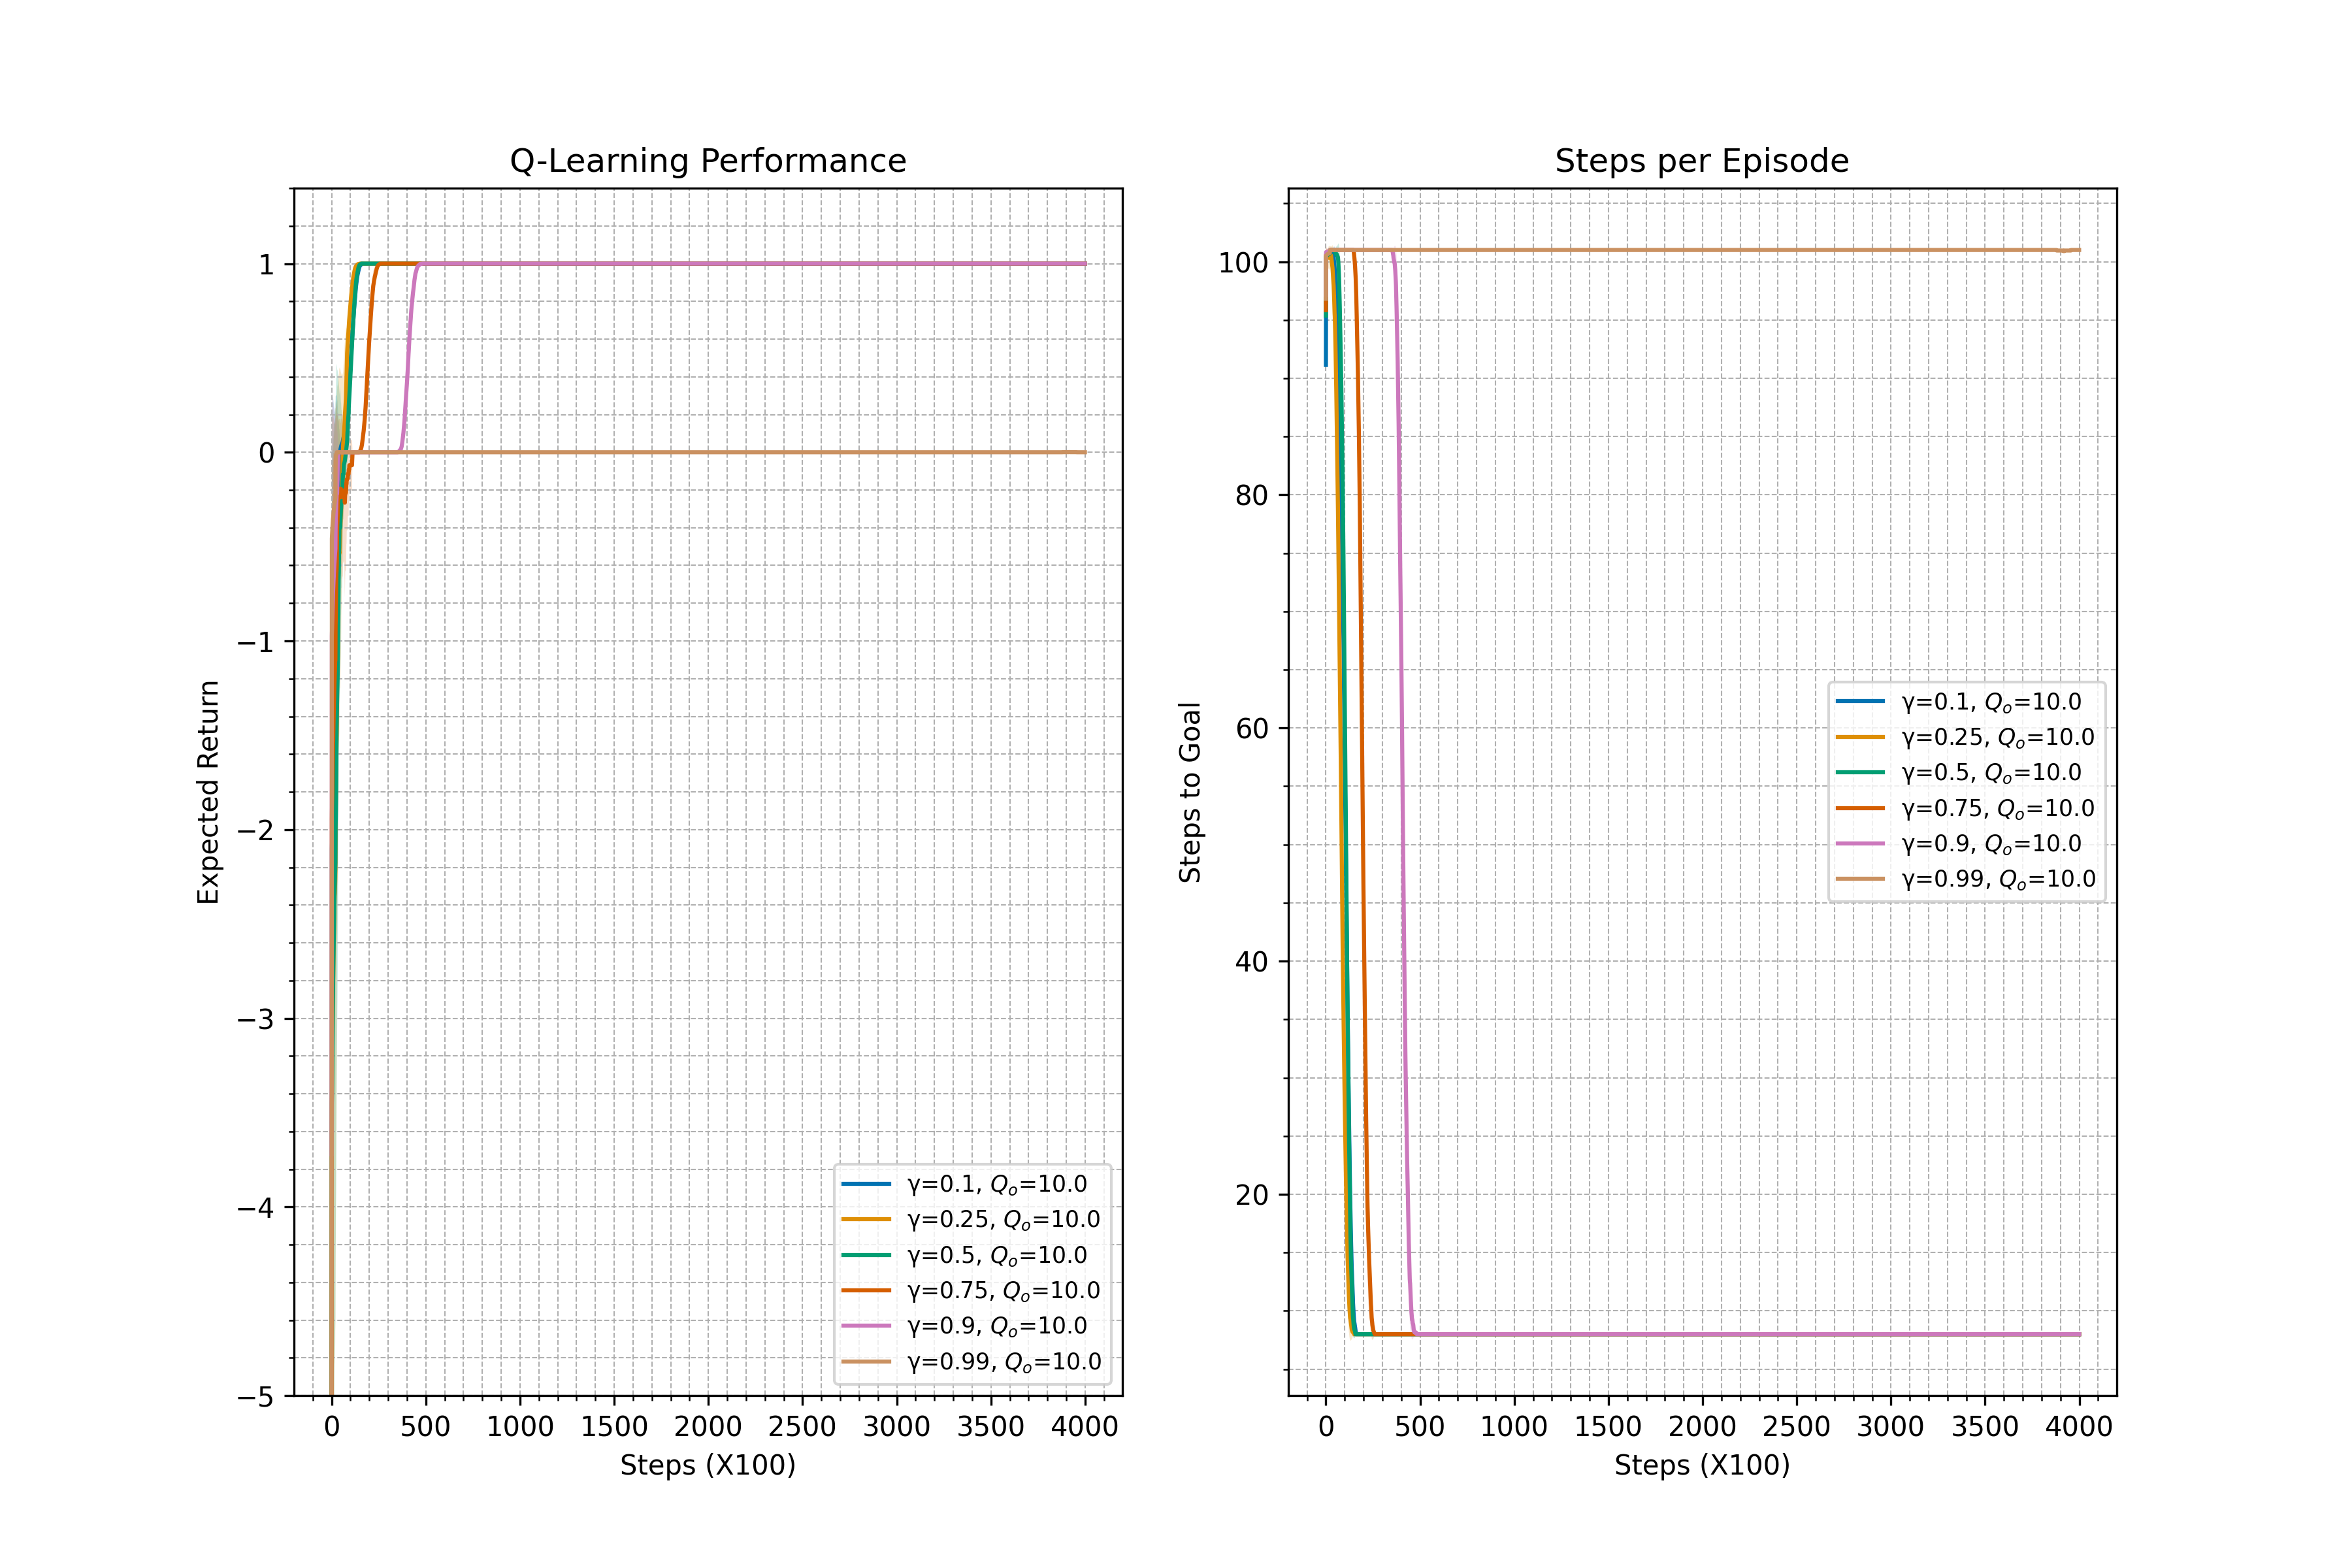 Q-Learning Performance
Expected Return
1
0
−1
−2
−3
−4
−5
0 500 1000 1500 2000 2500 3000 3500 4000
Steps (X100)
γ=0.1, Qₒ=10.0
γ=0.25, Qₒ=10.0
γ=0.5, Qₒ=10.0
γ=0.75, Qₒ=10.0
γ=0.9, Qₒ=10.0
γ=0.99, Qₒ=10.0
Steps per Episode
Steps to Goal
100
80
60
40
20
0 500 1000 1500 2000 2500 3000 3500 4000
Steps (X100)
γ=0.1, Qₒ=10.0
γ=0.25, Qₒ=10.0
γ=0.5, Qₒ=10.0
γ=0.75, Qₒ=10.0
γ=0.9, Qₒ=10.0
γ=0.99, Qₒ=10.0